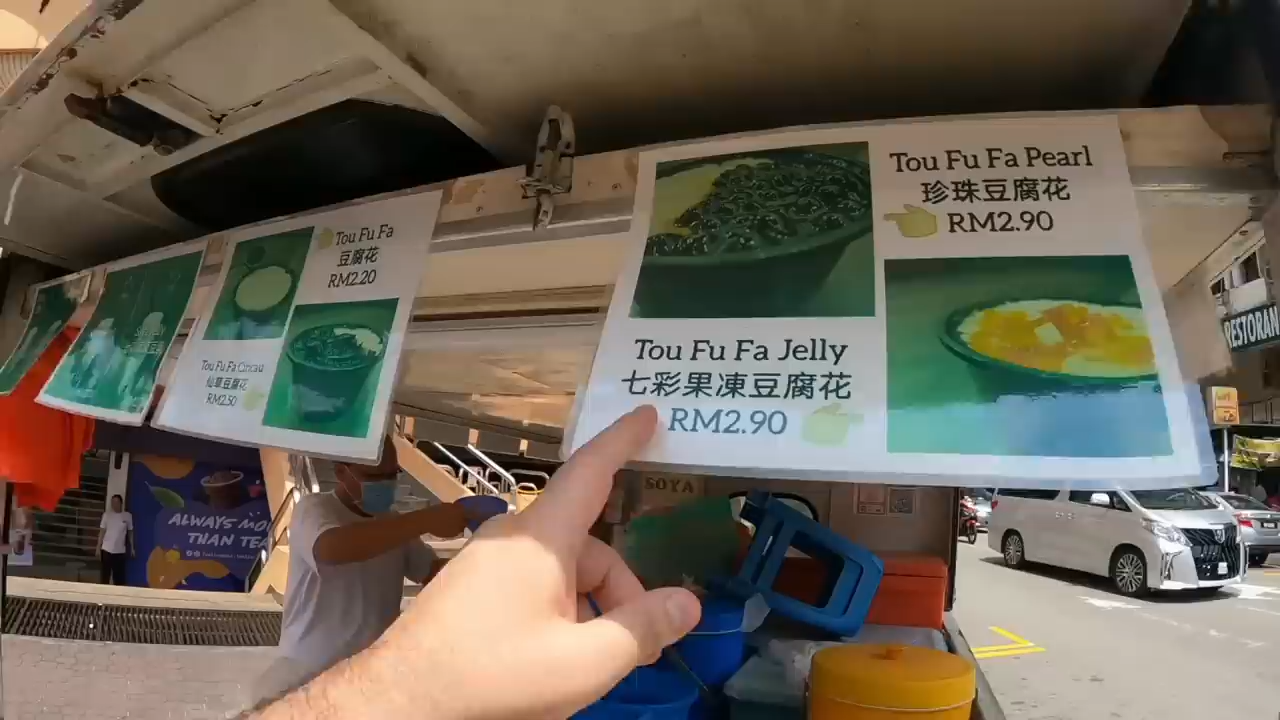 Tou Fu Fa
豆腐花
RM2.20
Tou Fu Fa Cincau
仙草豆腐花
RM2.50
Tou Fu Fa Pearl
珍珠豆腐花
RM2.90
Tou Fu Fa Jelly
七彩果凍豆腐花
RM2.90
SOYA
ALWAYS MO
THAN TEA
RESTORAN